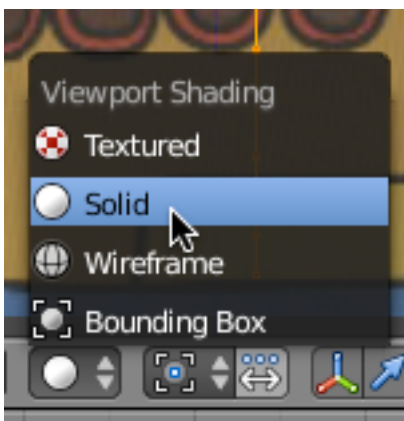 Viewport Shading
Textured
Solid
Wireframe
Bounding Box